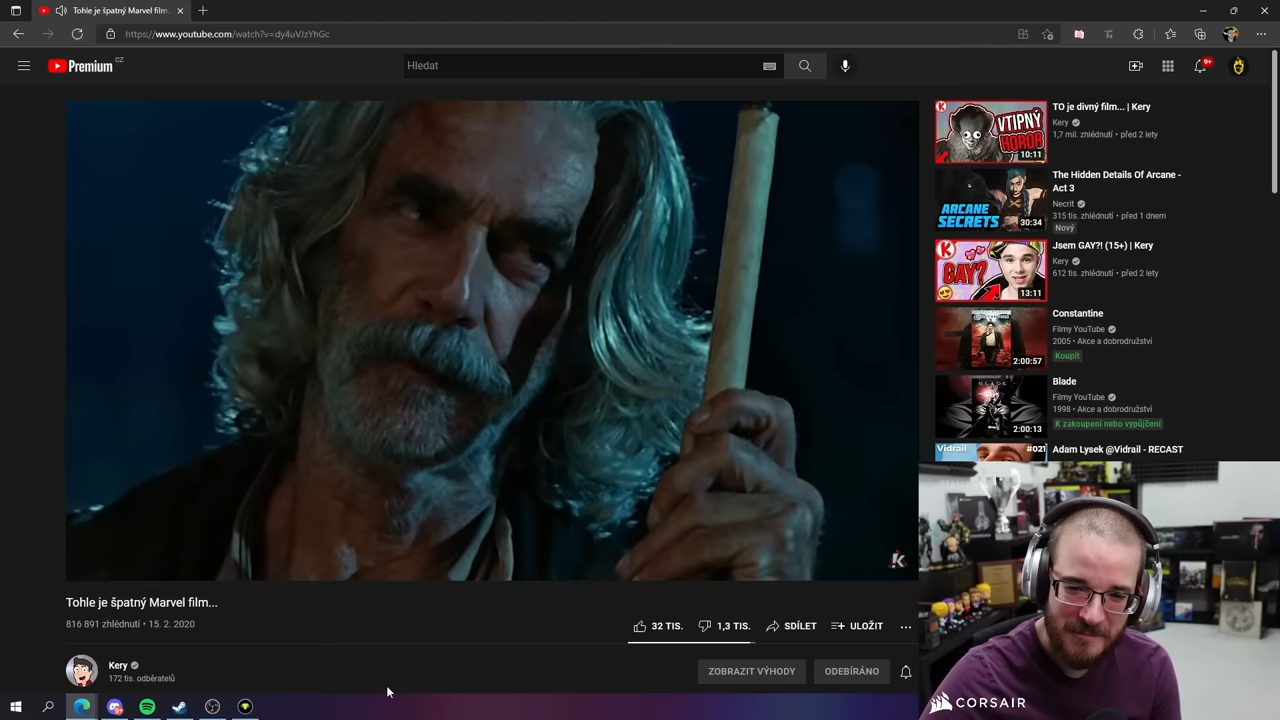 Tohle je špatný Marvel film.
https://www.youtube.com/watch?v=dy4uVJzYhGc
Premium CZ
Hledat
9+
VTIPNÝ
HOROR
10:11
TO je divný film... | Kery
Kery
1,7 mil. zhlédnutí • před 2 lety
ARCANE
SECRETS
30:34
The Hidden Details Of Arcane -
Act 3
Necrit
315 tis. zhlédnutí • před 1 dnem
Nový
GAY?
13:11
Jsem GAY?! (15+) | Kery
Kery
612 tis. zhlédnutí • před 2 lety
2:00:57
Constantine
Filmy YouTube
2005 • Akce a dobrodružství
Koupit
BLADE
2:00:13
Blade
Filmy YouTube
1998 • Akce a dobrodružství
K zakoupení nebo vypůjčení
Vidrail
#021
Adam Lysek @Vidrail - RECAST
Tohle je špatný Marvel film...
816 891 zhlédnutí • 15. 2. 2020
32 TIS.
1,3 TIS.
SDÍLET
ULOŽIT
Kery
172 tis. odběratelů
ZOBRAZIT VÝHODY
ODEBÍRÁNO
CORSAIR